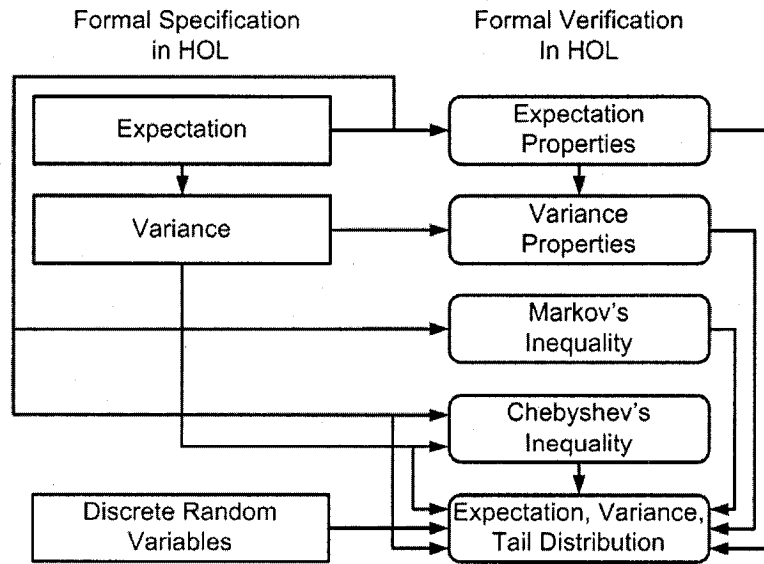 Formal Specification
in HOL
Formal Verification
In HOL
Expectation
Expectation
Properties
Variance
Variance
Properties
Markov's
Inequality
Chebyshev's
Inequality
Discrete Random
Variables
Expectation, Variance,
Tail Distribution